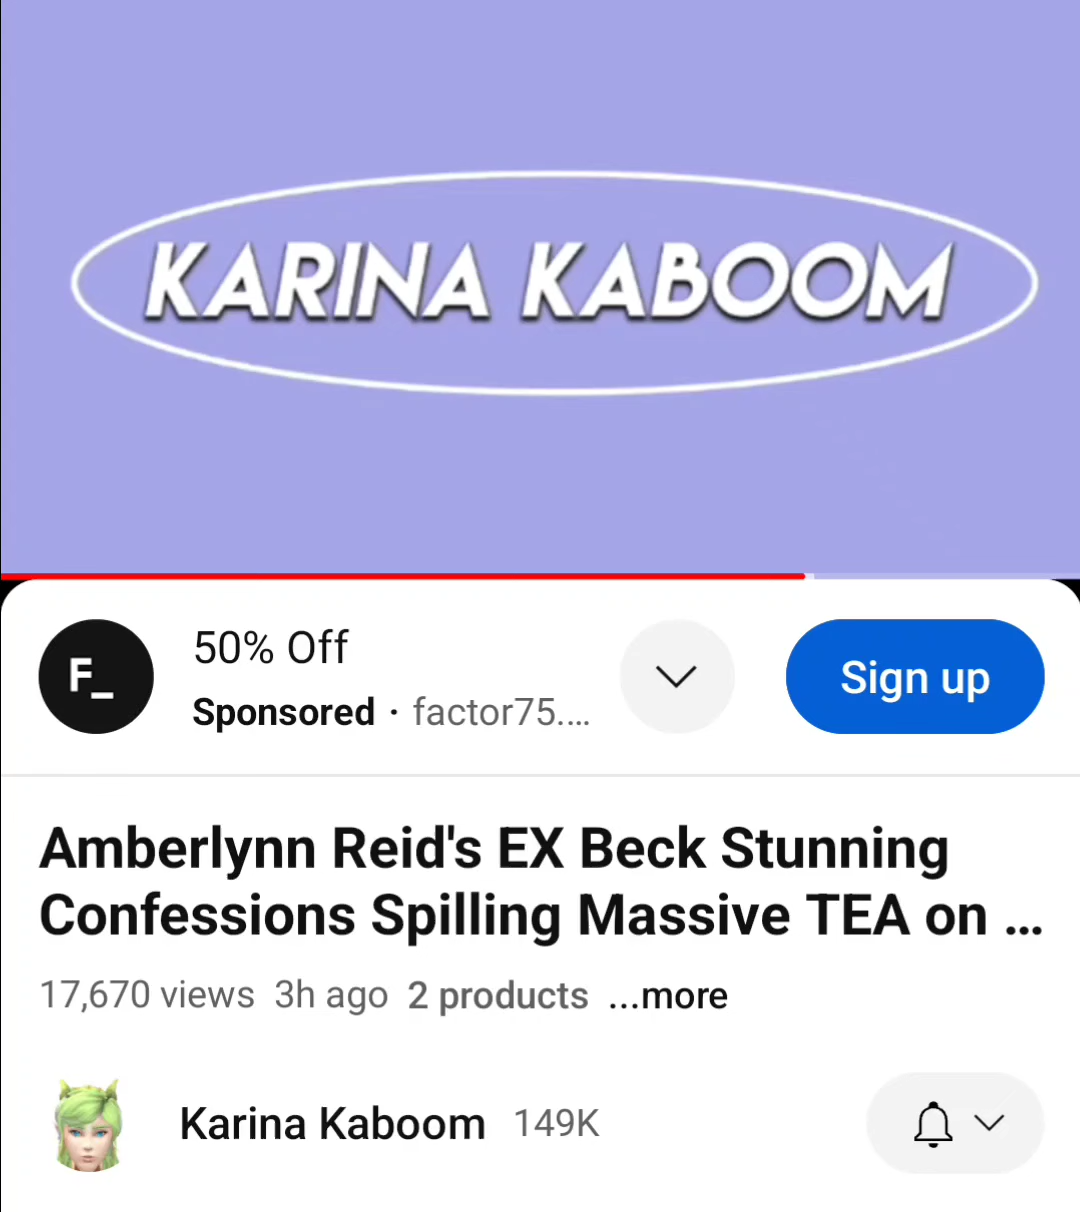 KARINA KABOOM
F_
50% Off
Sponsored · factor75....
Sign up
Amberlynn Reid's EX Beck Stunning
Confessions Spilling Massive TEA on ...
17,670 views 3h ago 2 products ...more
Karina Kaboom 149K